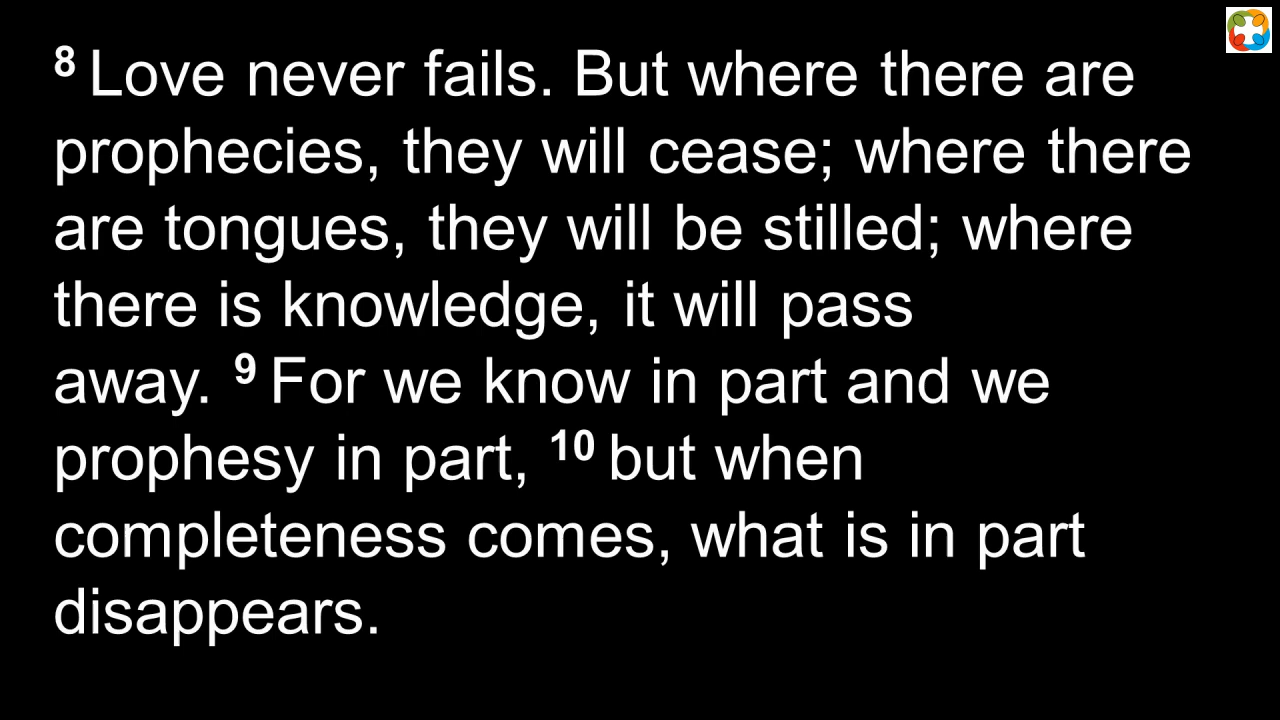 8 Love never fails. But where there are
prophecies, they will cease; where there
are tongues, they will be stilled; where
there is knowledge, it will pass
away. 9 For we know in part and we
prophesy in part, 10 but when
completeness comes, what is in part
disappears.